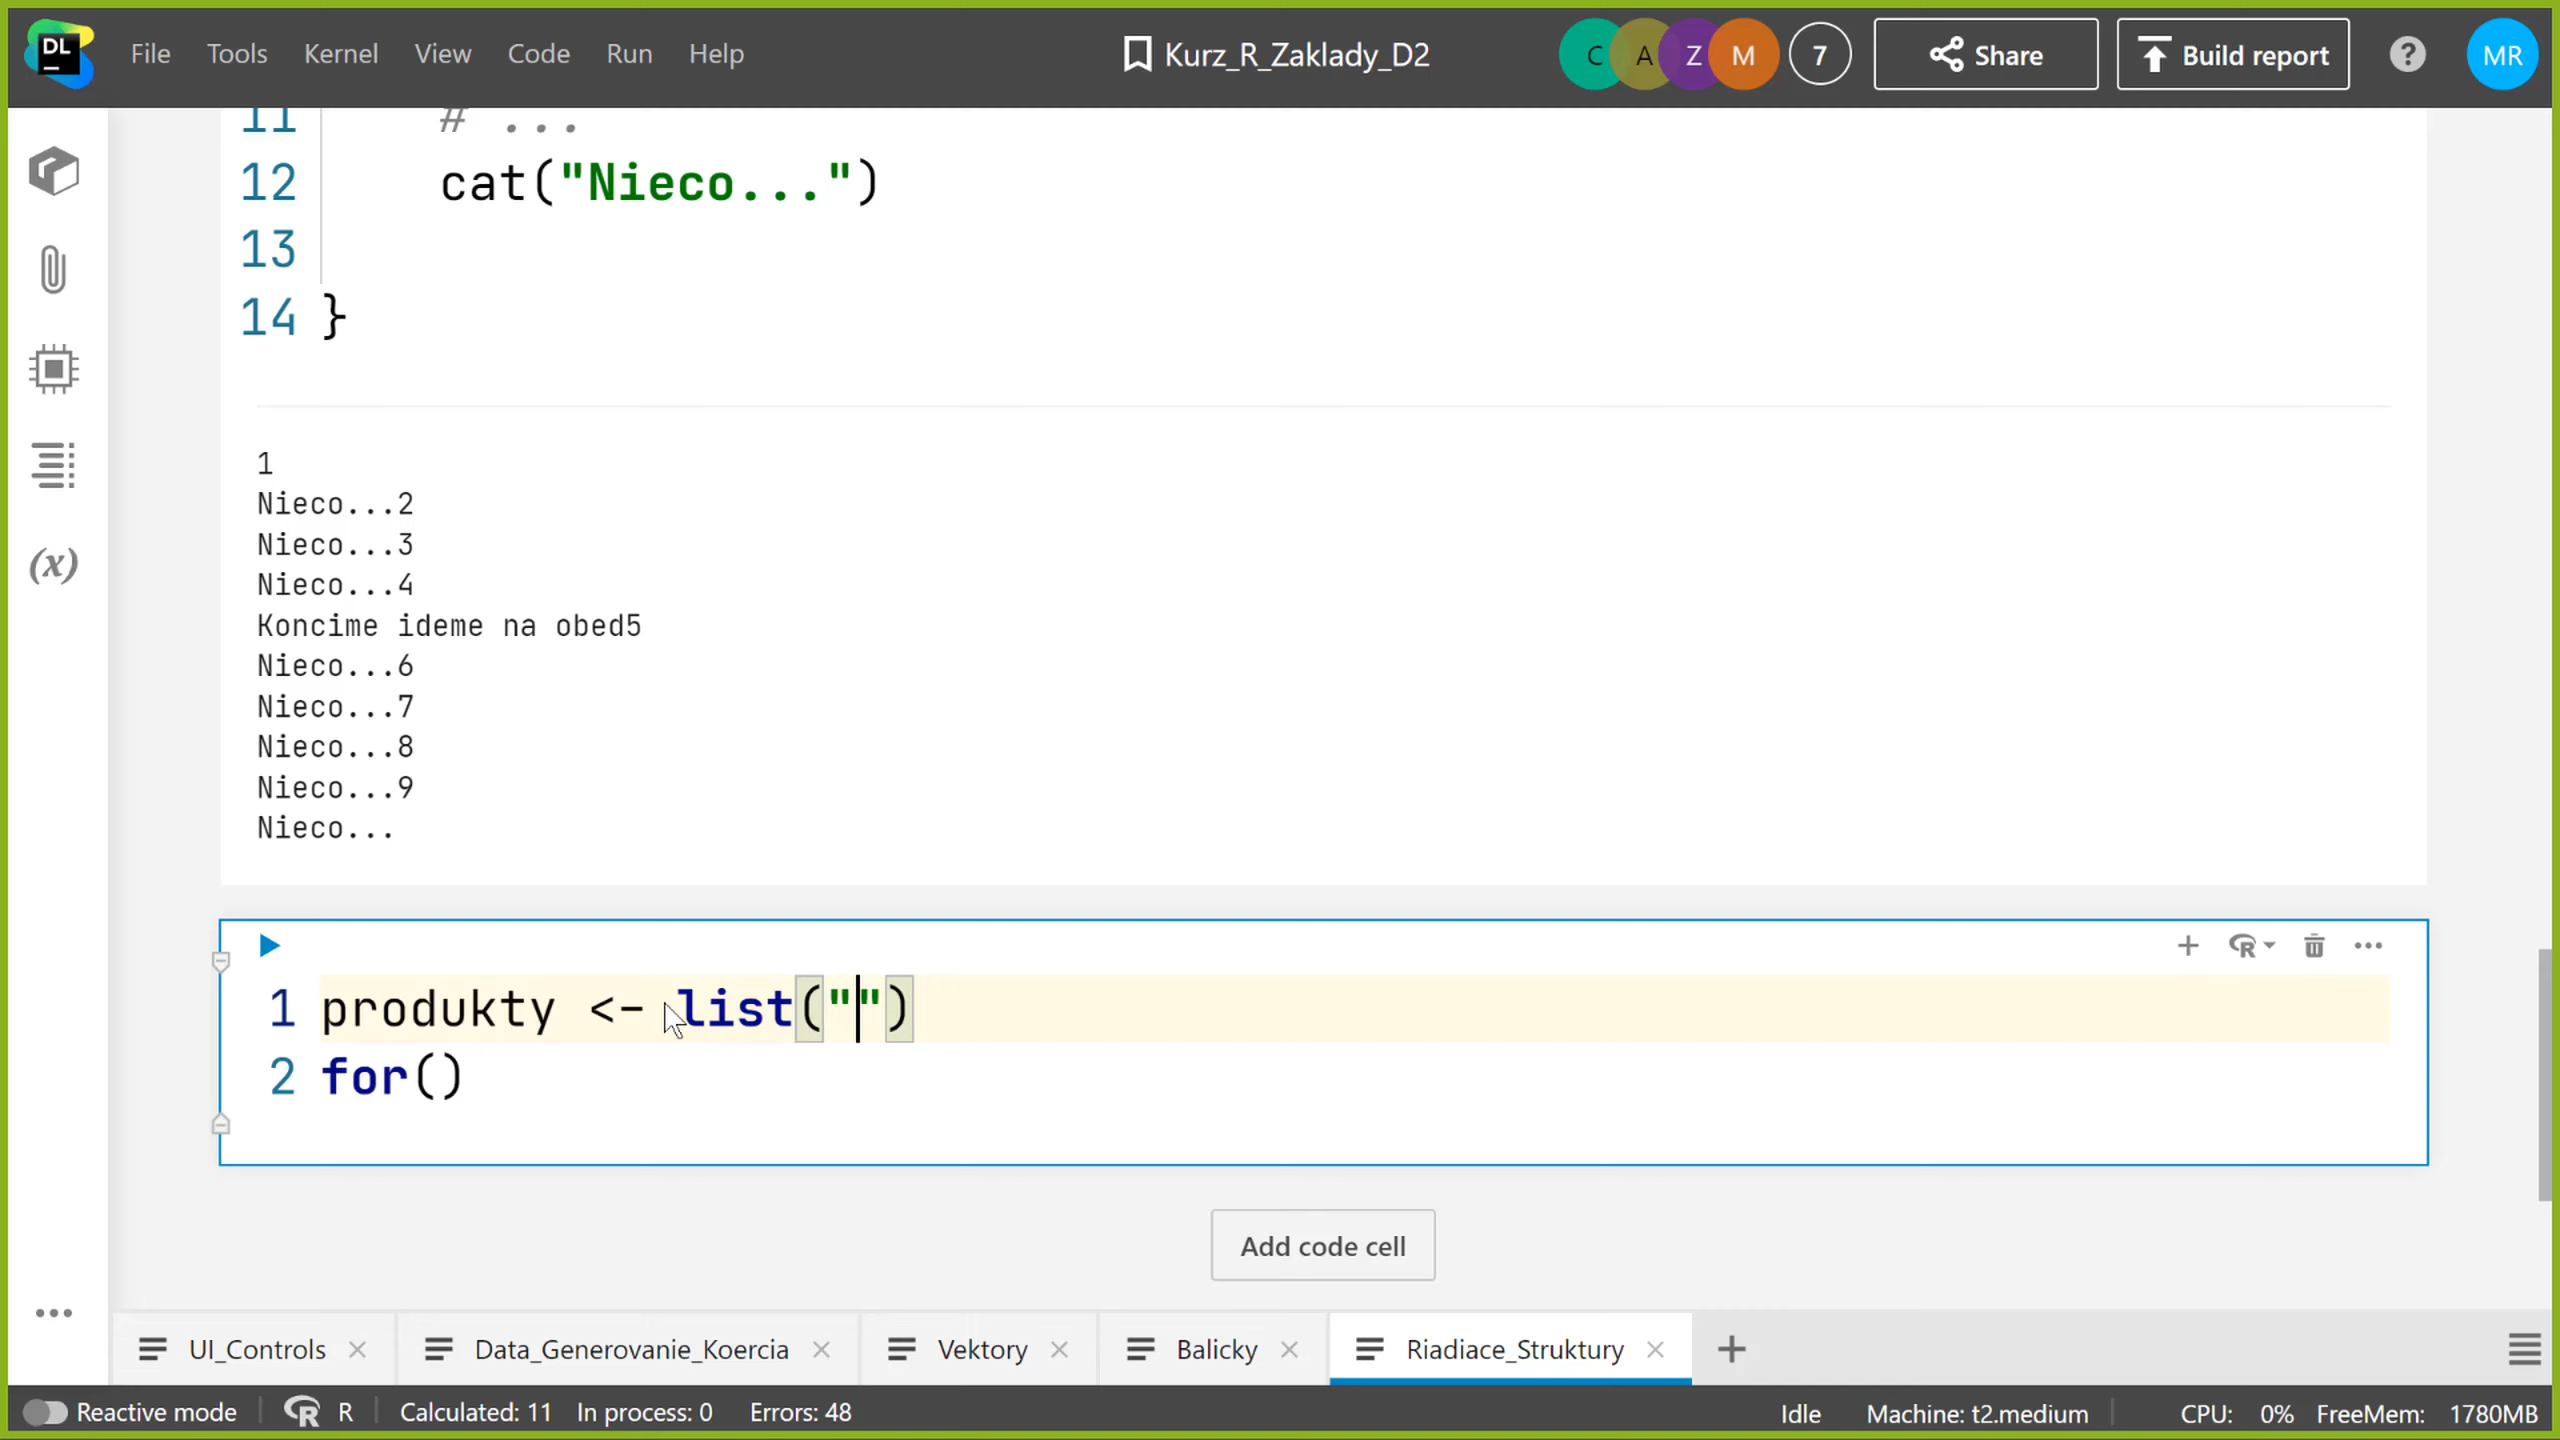 DL
File Tools Kernel View Code Run Help
Kurz_R_Zaklady_D2
C A Z M 7
Share
Build report
?
MR
11 # ...
12 cat("Nieco...")
13
14 }
1
Nieco...2
Nieco...3
Nieco...4
Koncime ideme na obed5
Nieco...6
Nieco...7
Nieco...8
Nieco...9
Nieco...
(x)
1 produkty <- list("")
2 for()
Add code cell
UI_Controls Data_Generovanie_Koercia Vektory Balicky Riadiace_Struktury
Reactive mode R Calculated: 11 In process: 0 Errors: 48 Idle Machine: t2.medium CPU: 0% FreeMem: 1780MB